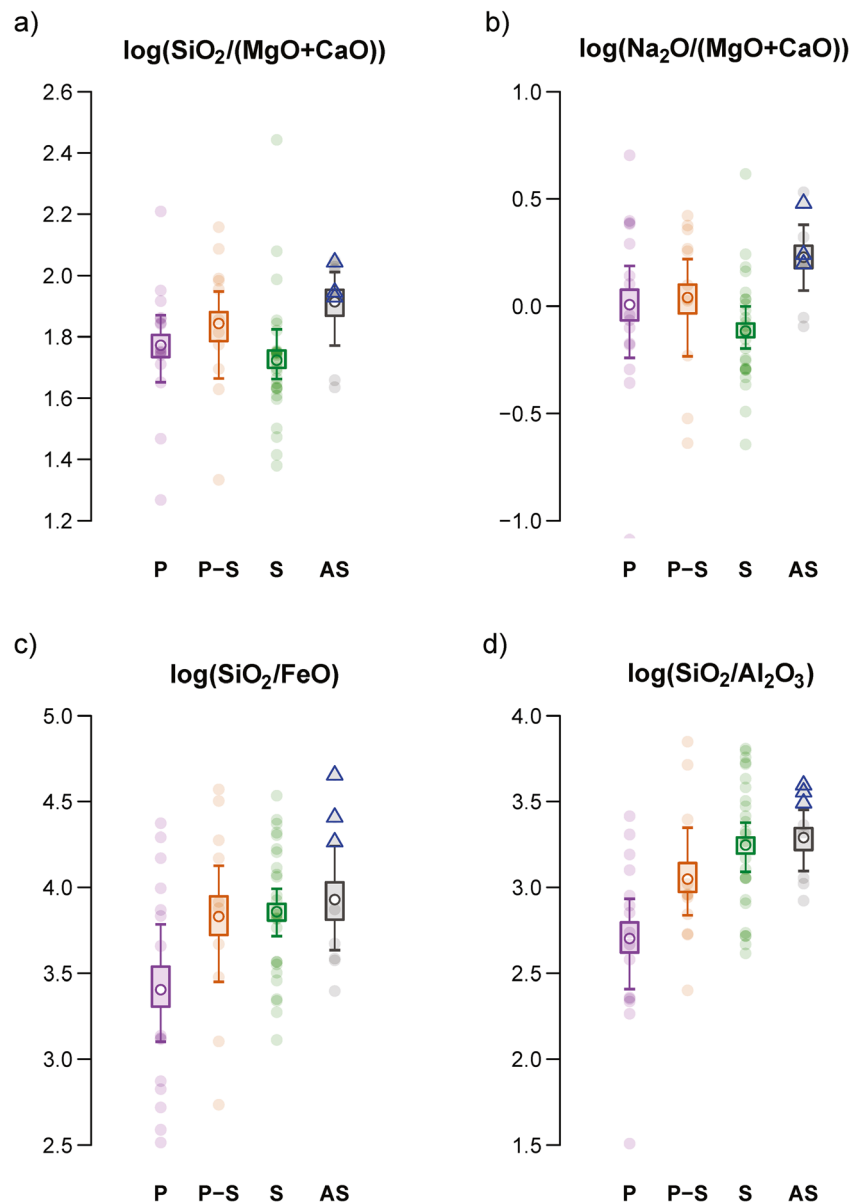 a)
log(SiO₂/(MgO+CaO))
2.6
2.4
2.2
2.0
1.8
1.6
1.4
1.2
P P−S S AS
b)
log(Na₂O/(MgO+CaO))
1.0
0.5
0.0
−0.5
−1.0
P P−S S AS
c)
log(SiO₂/FeO)
5.0
4.5
4.0
3.5
3.0
2.5
P P−S S AS
d)
log(SiO₂/Al₂O₃)
4.0
3.5
3.0
2.5
2.0
1.5
P P−S S AS